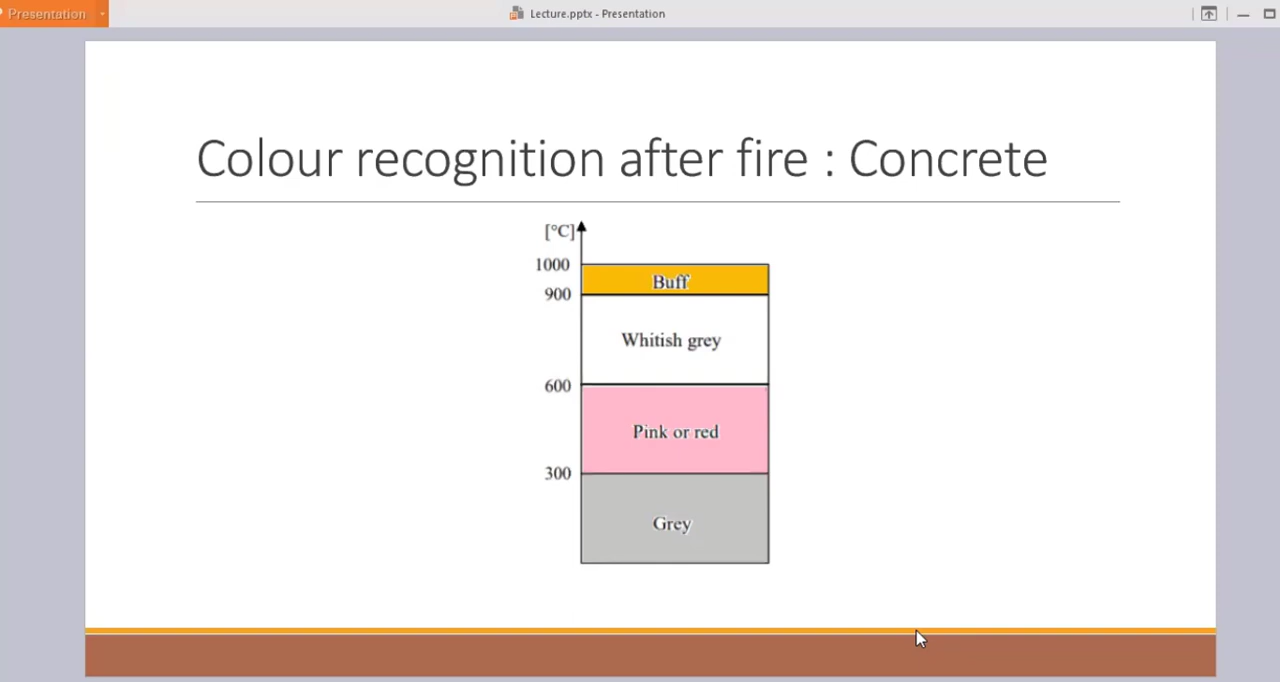 Presentation
Lecture.pptx - Presentation
Colour recognition after fire : Concrete
[°C]
1000
Buff
900
Whitish grey
600
Pink or red
300
Grey